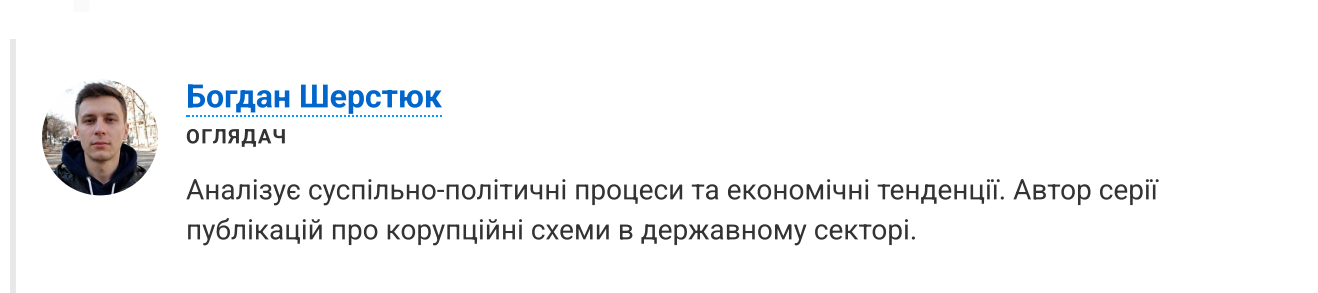 Богдан Шерстюк
ОГЛЯДАЧ
Аналізує суспільно-політичні процеси та економічні тенденції. Автор серії
публікацій про корупційні схеми в державному секторі.